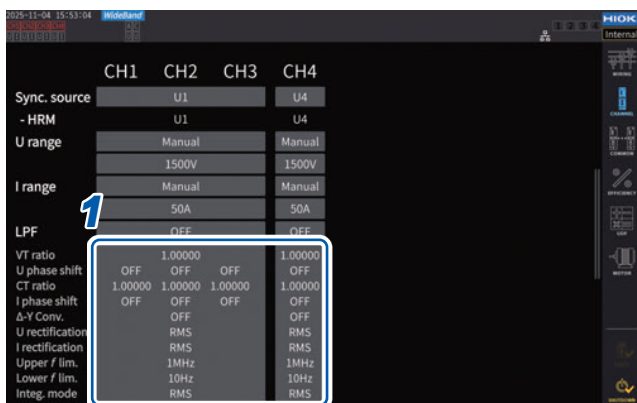 2025-11-04 15:53:04 WideBand
HIOK
Interna
CH1 CH2 CH3 CH4
WIRING
Sync. source U1 U4
- HRM U1 U4
CHANNEL
U range Manual Manual
COMMON
1500V 1500V
I range Manual Manual
EFFICIENCY
1 50A 50A
LPF OFF OFF
UDF
VT ratio 1.00000 1.00000
U phase shift OFF OFF OFF OFF
MOTOR
CT ratio 1.00000 1.00000 1.00000 1.00000
I phase shift OFF OFF OFF OFF
Δ-Y Conv. OFF OFF
U rectification RMS RMS
I rectification RMS RMS
Upper f lim. 1MHz 1MHz
Lower f lim. 10Hz 10Hz
Integ. mode RMS RMS
SHUTDOWN